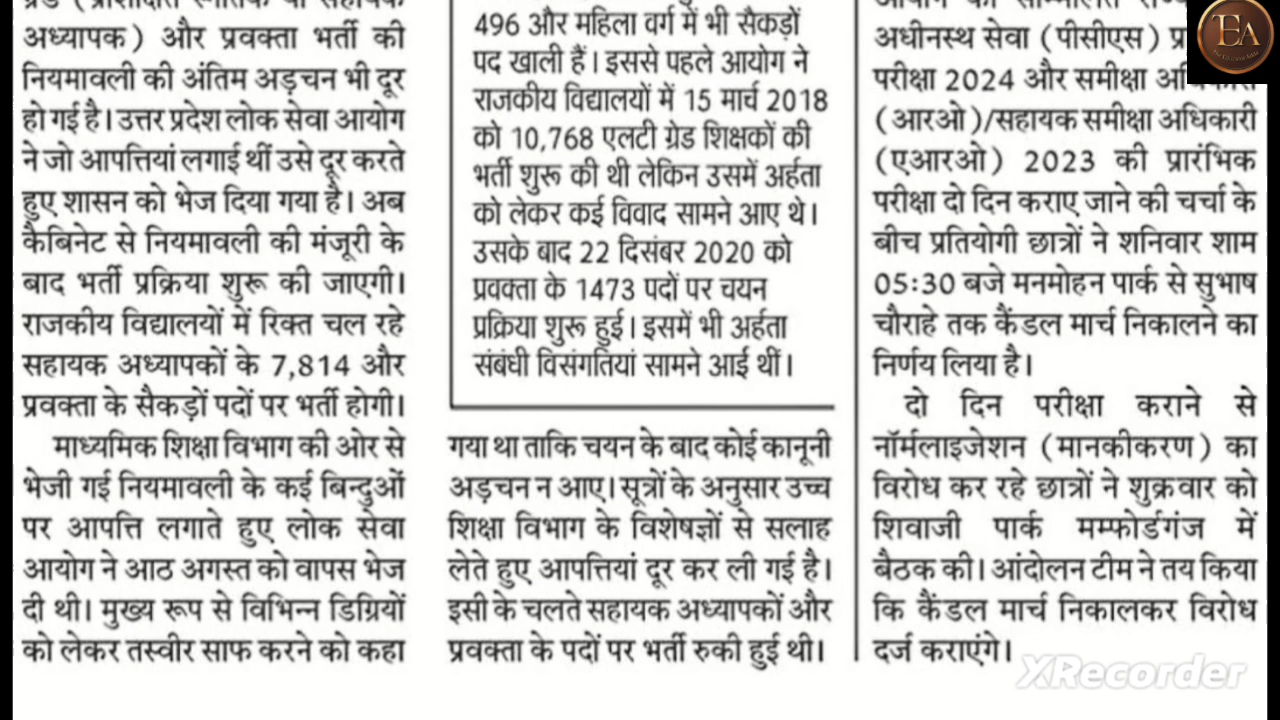 ग्रेड (प्रशिक्षित स्नातक या सहायक
अध्यापक) और प्रवक्ता भर्ती की
नियमावली की अंतिम अड़चन भी दूर
हो गई है। उत्तर प्रदेश लोक सेवा आयोग
ने जो आपत्तियां लगाई थीं उसे दूर करते
हुए शासन को भेज दिया गया है। अब
कैबिनेट से नियमावली की मंजूरी के
बाद भर्ती प्रक्रिया शुरू की जाएगी।
राजकीय विद्यालयों में रिक्त चल रहे
सहायक अध्यापकों के 7,814 और
प्रवक्ता के सैकड़ों पदों पर भर्ती होगी।
माध्यमिक शिक्षा विभाग की ओर से
भेजी गई नियमावली के कई बिन्दुओं
पर आपत्ति लगाते हुए लोक सेवा
आयोग ने आठ अगस्त को वापस भेज
दी थी। मुख्य रूप से विभिन्न डिग्रियों
को लेकर तस्वीर साफ करने को कहा
496 और महिला वर्ग में भी सैकड़ों
पद खाली हैं। इससे पहले आयोग ने
राजकीय विद्यालयों में 15 मार्च 2018
को 10,768 एलटी ग्रेड शिक्षकों की
भर्ती शुरू की थी लेकिन उसमें अर्हता
को लेकर कई विवाद सामने आए थे।
उसके बाद 22 दिसंबर 2020 को
प्रवक्ता के 1473 पदों पर चयन
प्रक्रिया शुरू हुई। इसमें भी अर्हता
संबंधी विसंगतियां सामने आई थीं।
गया था ताकि चयन के बाद कोई कानूनी
अड़चन न आए। सूत्रों के अनुसार उच्च
शिक्षा विभाग के विशेषज्ञों से सलाह
लेते हुए आपत्तियां दूर कर ली गई है।
इसी के चलते सहायक अध्यापकों और
प्रवक्ता के पदों पर भर्ती रुकी हुई थी।
आयोग की सम्मिलित
अधीनस्थ सेवा (पीसीएस)
परीक्षा 2024 और समीक्षा अधिकारी
(आरओ)/सहायक समीक्षा अधिकारी
(एआरओ) 2023 की प्रारंभिक
परीक्षा दो दिन कराए जाने की चर्चा के
बीच प्रतियोगी छात्रों ने शनिवार शाम
05:30 बजे मनमोहन पार्क से सुभाष
चौराहे तक कैंडल मार्च निकालने का
निर्णय लिया है।
दो दिन परीक्षा कराने से
नॉर्मलाइजेशन (मानकीकरण) का
विरोध कर रहे छात्रों ने शुक्रवार को
शिवाजी पार्क मम्फोर्डगंज में
बैठक की। आंदोलन टीम ने तय किया
कि कैंडल मार्च निकालकर विरोध
दर्ज कराएंगे।
EA
XRecorder